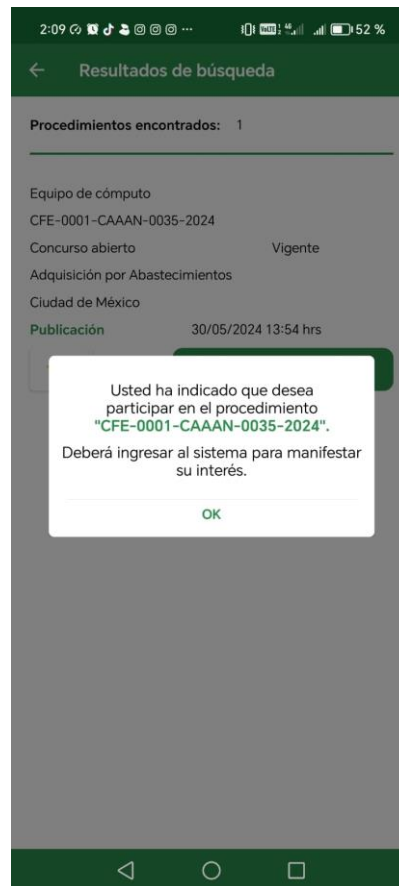 2:09 ... 52 %
← Resultados de búsqueda
Procedimientos encontrados: 1
Equipo de cómputo
CFE-0001-CAAAN-0035-2024
Concurso abierto Vigente
Adquisición por Abastecimientos
Ciudad de México
Publicación 30/05/2024 13:54 hrs
Usted ha indicado que desea
participar en el procedimiento
"CFE-0001-CAAAN-0035-2024".
Deberá ingresar al sistema para manifestar
su interés.
OK